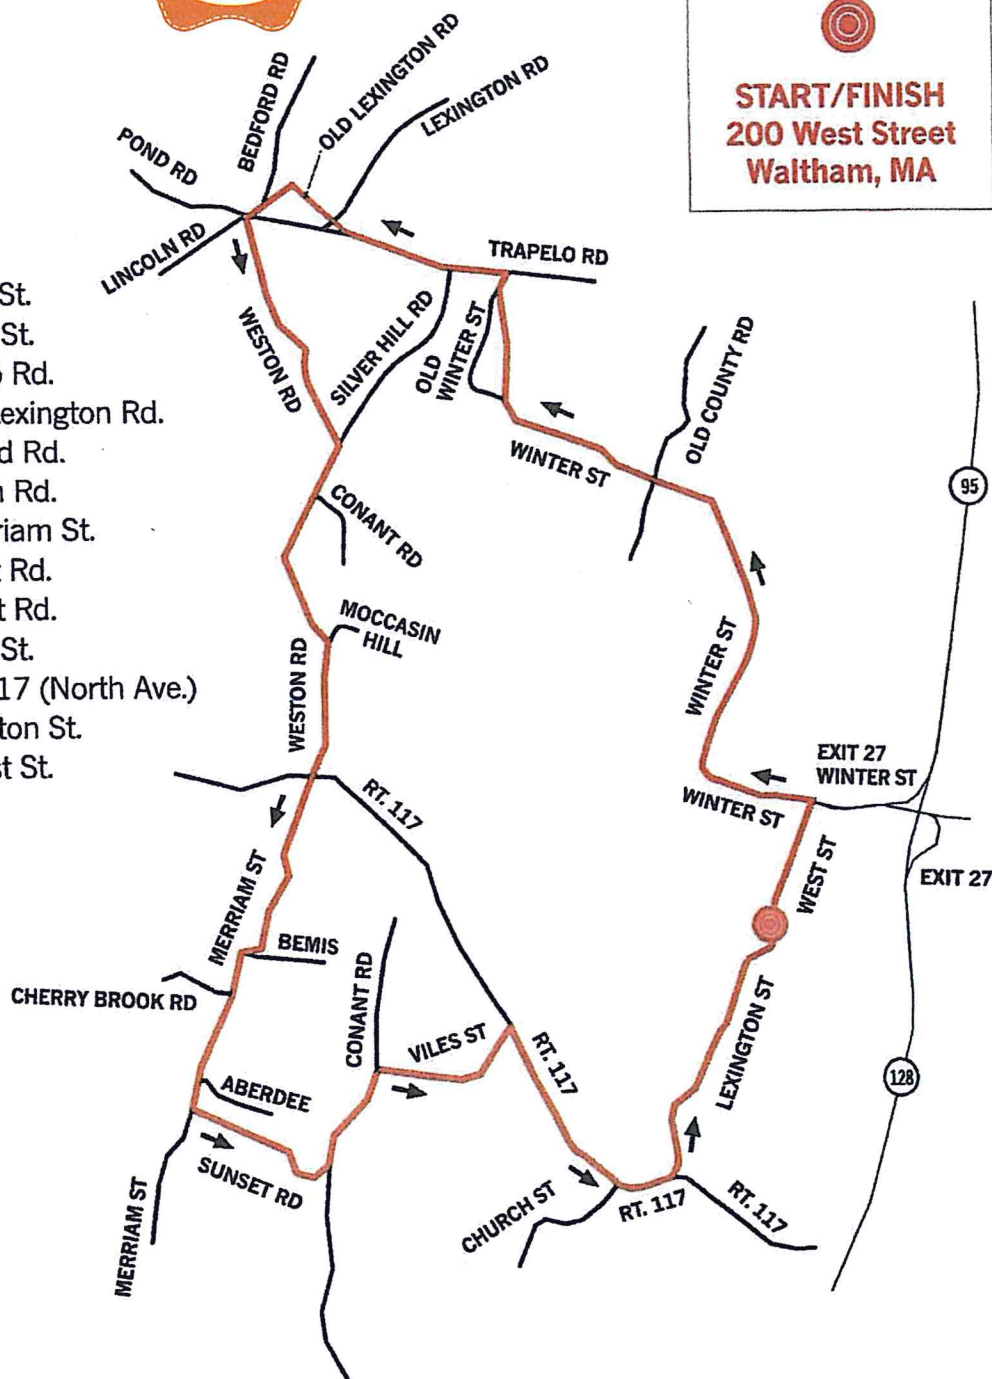 START/FINISH
200 West Street
Waltham, MA
BEDFORD RD
OLD LEXINGTON RD
LEXINGTON RD
POND RD
LINCOLN RD
TRAPELO RD
St.
St.
Rd.
Lexington Rd.
d Rd.
Rd.
riam St.
Rd.
t Rd.
St.
17 (North Ave.)
ton St.
st St.
WESTON RD
SILVER HILL RD
OLD
WINTER ST
OLD COUNTY RD
WINTER ST
95
CONANT RD
MOCCASIN
HILL
WESTON RD
WINTER ST
EXIT 27
WINTER ST
WINTER ST
RT. 117
WEST ST
EXIT 27
MERRIAM ST
BEMIS
CHERRY BROOK RD
CONANT RD
VILES ST
RT. 117
LEXINGTON ST
128
ABERDEE
SUNSET RD
MERRIAM ST
CHURCH ST
RT. 117
RT. 117